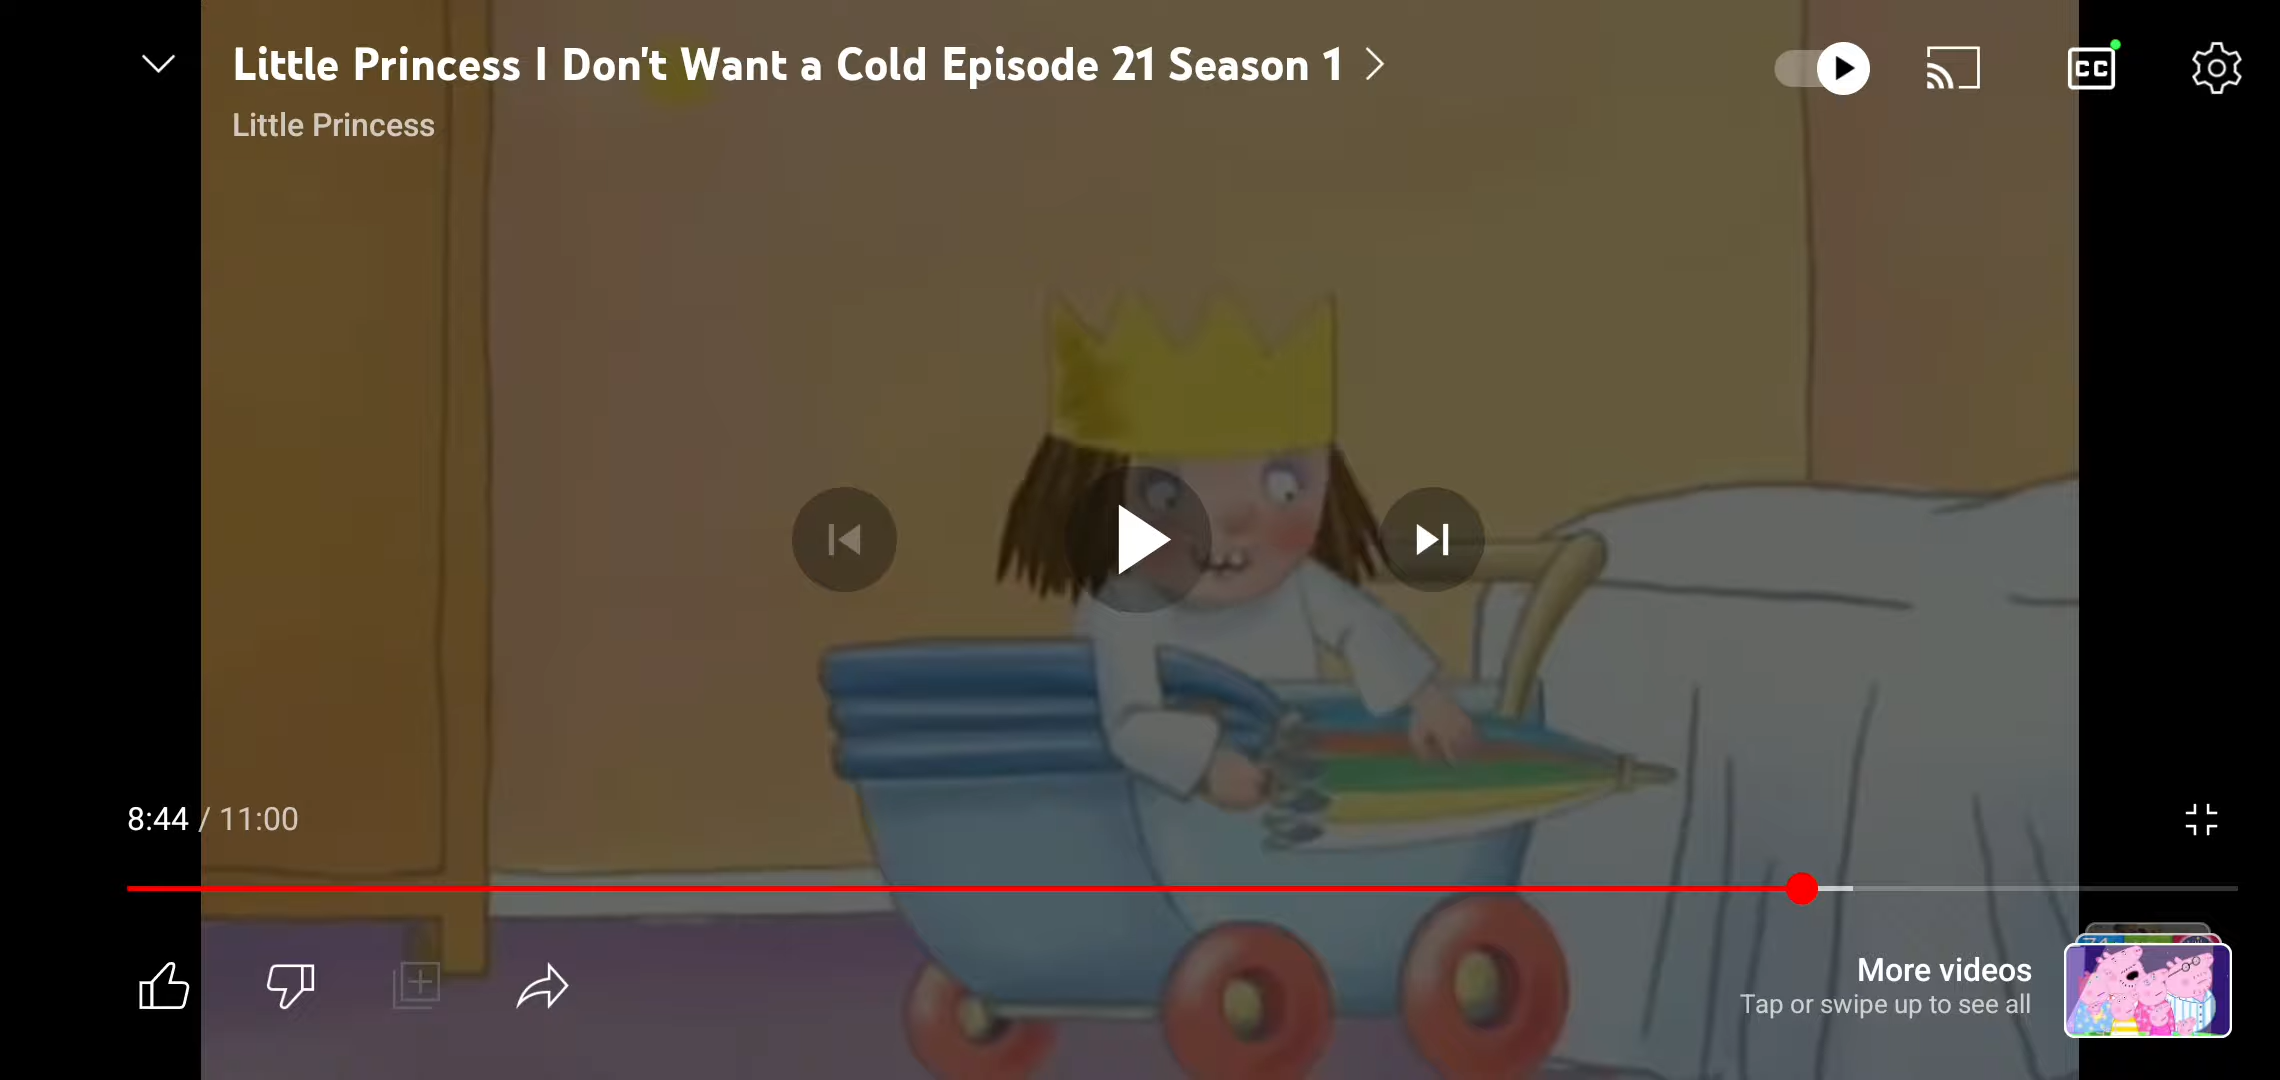 Little Princess I Don't Want a Cold Episode 21 Season 1
Little Princess
CC
8:44 / 11:00
More videos
Tap or swipe up to see all